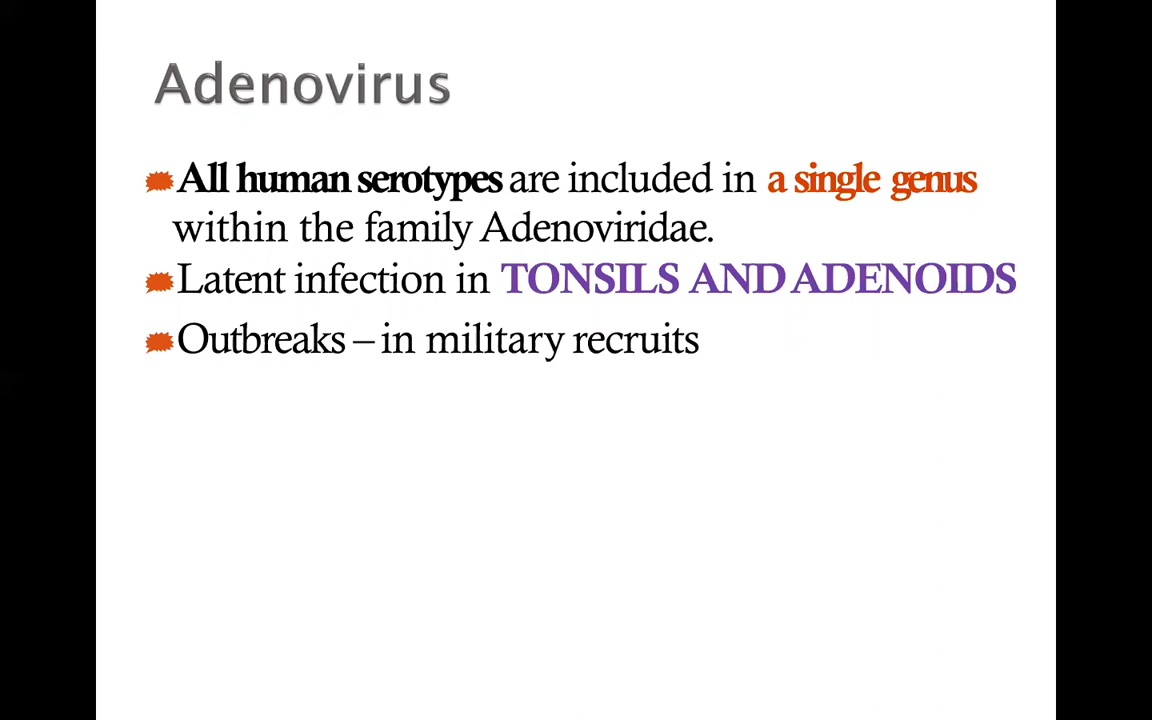 Adenovirus
All human serotypes are included in a single genus
within the family Adenoviridae.
Latent infection in TONSILS AND ADENOIDS
Outbreaks – in military recruits